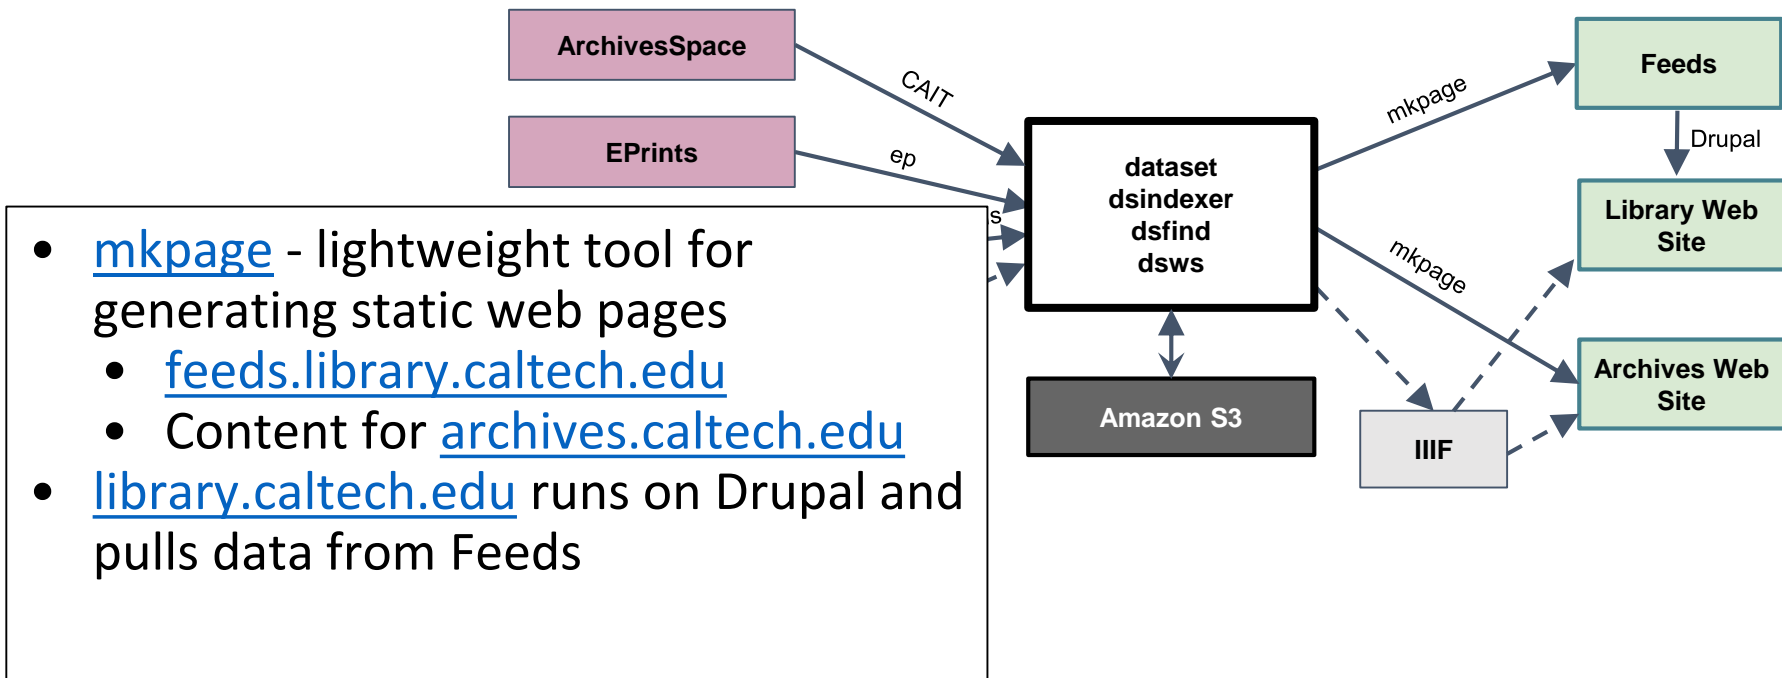 ArchivesSpace
CAIT
EPrints
ep
s
dataset
dsindexer
dsfind
dsws
Amazon S3
mkpage
mkpage
Feeds
Drupal
Library Web
Site
Archives Web
Site
IIIF
• mkpage - lightweight tool for
generating static web pages
• feeds.library.caltech.edu
• Content for archives.caltech.edu
• library.caltech.edu runs on Drupal and
pulls data from Feeds